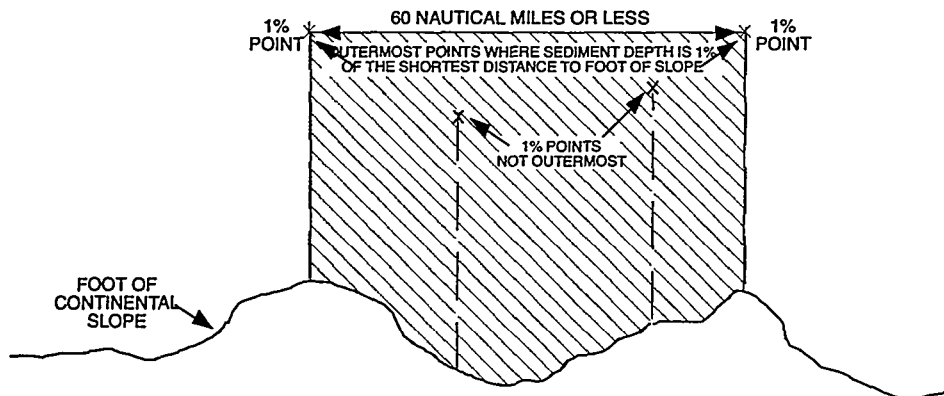 60 NAUTICAL MILES OR LESS
1%
POINT
1%
POINT
OUTERMOST POINTS WHERE SEDIMENT DEPTH IS 1%
OF THE SHORTEST DISTANCE TO FOOT OF SLOPE
1% POINTS
NOT OUTERMOST
FOOT OF
CONTINENTAL
SLOPE